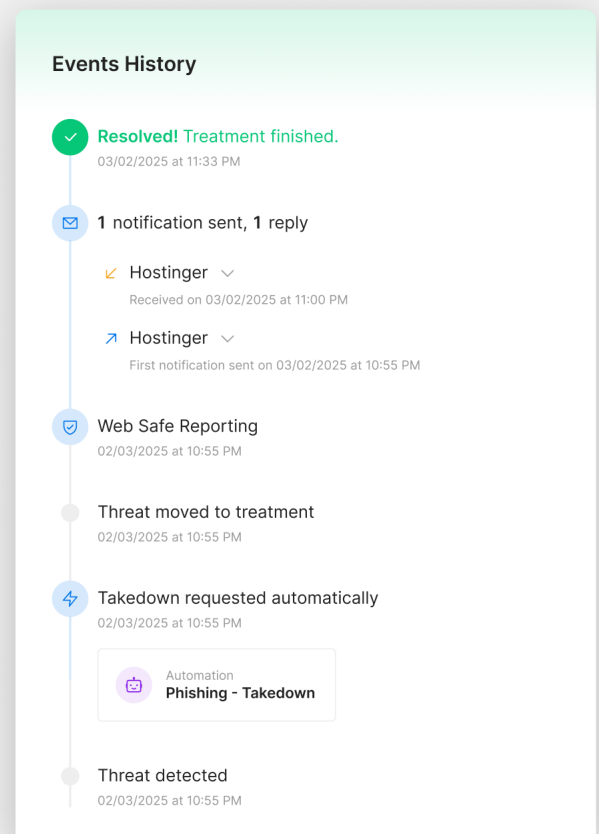 Events History
Resolved! Treatment finished.
03/02/2025 at 11:33 PM
1 notification sent, 1 reply
Hostinger
Received on 03/02/2025 at 11:00 PM
Hostinger
First notification sent on 03/02/2025 at 10:55 PM
Web Safe Reporting
02/03/2025 at 10:55 PM
Threat moved to treatment
02/03/2025 at 10:55 PM
Takedown requested automatically
02/03/2025 at 10:55 PM
Automation
Phishing - Takedown
Threat detected
02/03/2025 at 10:55 PM